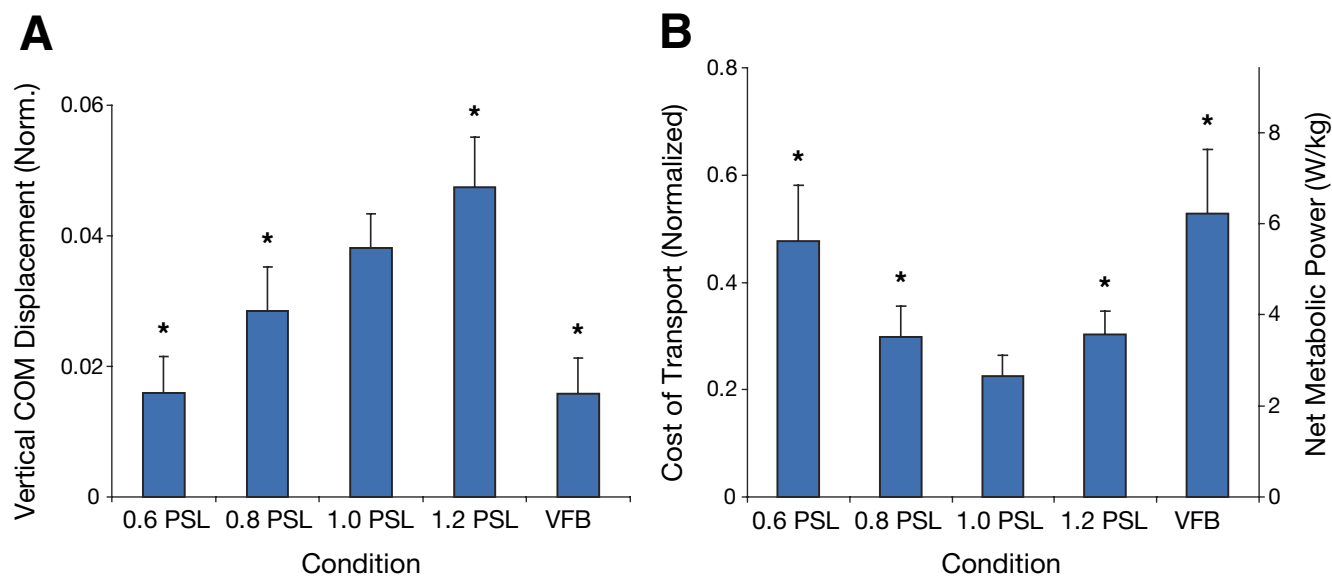 A
Vertical COM Displacement (Norm.)
0.06
0.04
0.02
0
* * * *
0.6 PSL 0.8 PSL 1.0 PSL 1.2 PSL VFB
Condition
B
Cost of Transport (Normalized)
0.8
0.6
0.4
0.2
0
* * * *
0.6 PSL 0.8 PSL 1.0 PSL 1.2 PSL VFB
Condition
8
6
4
2
0
Net Metabolic Power (W/kg)